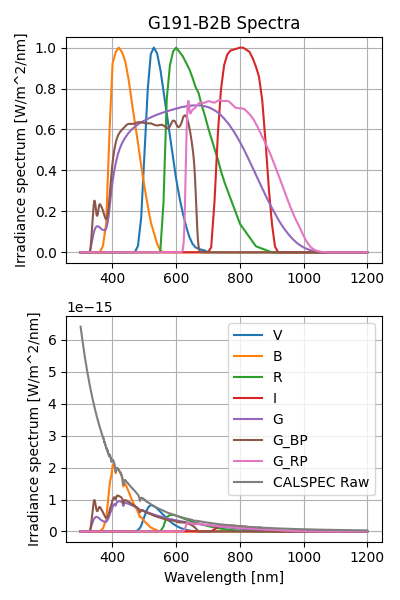 G191-B2B Spectra
Irradiance spectrum [W/m^2/nm]
1.0
0.8
0.6
0.4
0.2
0.0
400 600 800 1000 1200
1e−15
Irradiance spectrum [W/m^2/nm]
6
5
4
3
2
1
0
V
B
R
I
G
G_BP
G_RP
CALSPEC Raw
400 600 800 1000 1200
Wavelength [nm]